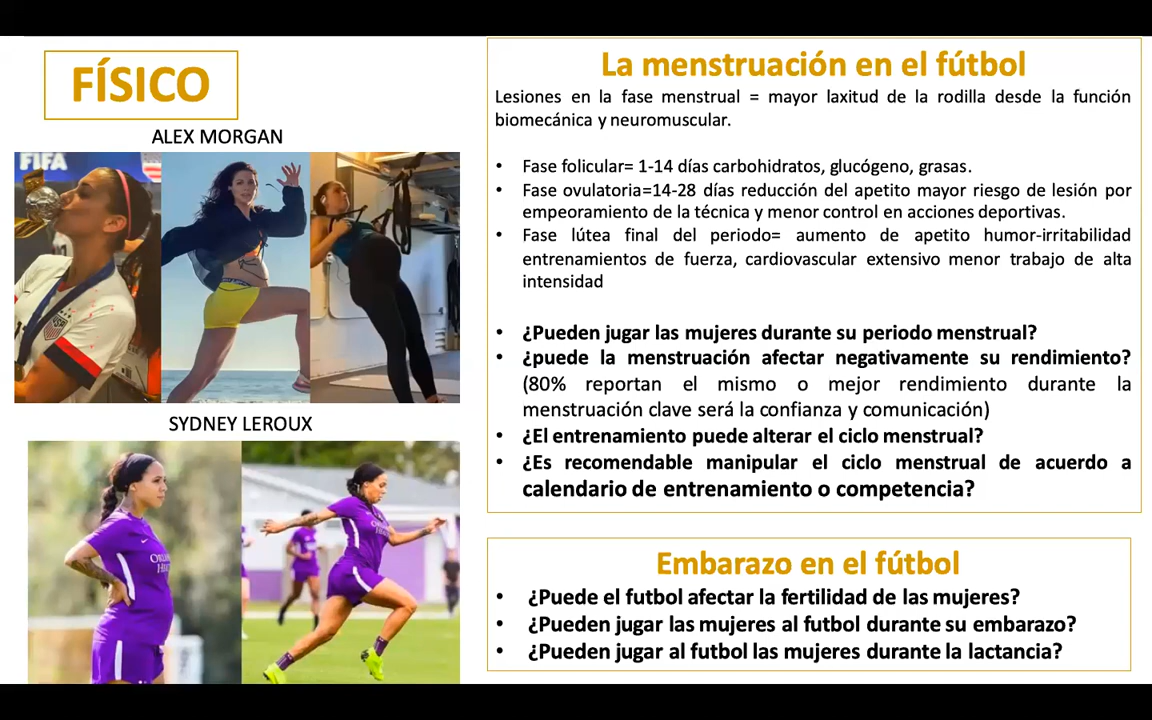 FÍSICO
ALEX MORGAN
FIFA
SYDNEY LEROUX
La menstruación en el fútbol
Lesiones en la fase menstrual = mayor laxitud de la rodilla desde la función
biomecánica y neuromuscular.
• Fase folicular= 1-14 días carbohidratos, glucógeno, grasas.
• Fase ovulatoria=14-28 días reducción del apetito mayor riesgo de lesión por
empeoramiento de la técnica y menor control en acciones deportivas.
• Fase lútea final del periodo= aumento de apetito humor-irritabilidad
entrenamientos de fuerza, cardiovascular extensivo menor trabajo de alta
intensidad
• ¿Pueden jugar las mujeres durante su periodo menstrual?
• ¿puede la menstruación afectar negativamente su rendimiento?
(80% reportan el mismo o mejor rendimiento durante la
menstruación clave será la confianza y comunicación)
• ¿El entrenamiento puede alterar el ciclo menstrual?
• ¿Es recomendable manipular el ciclo menstrual de acuerdo a
calendario de entrenamiento o competencia?
Embarazo en el fútbol
• ¿Puede el futbol afectar la fertilidad de las mujeres?
• ¿Pueden jugar las mujeres al futbol durante su embarazo?
• ¿Pueden jugar al futbol las mujeres durante la lactancia?